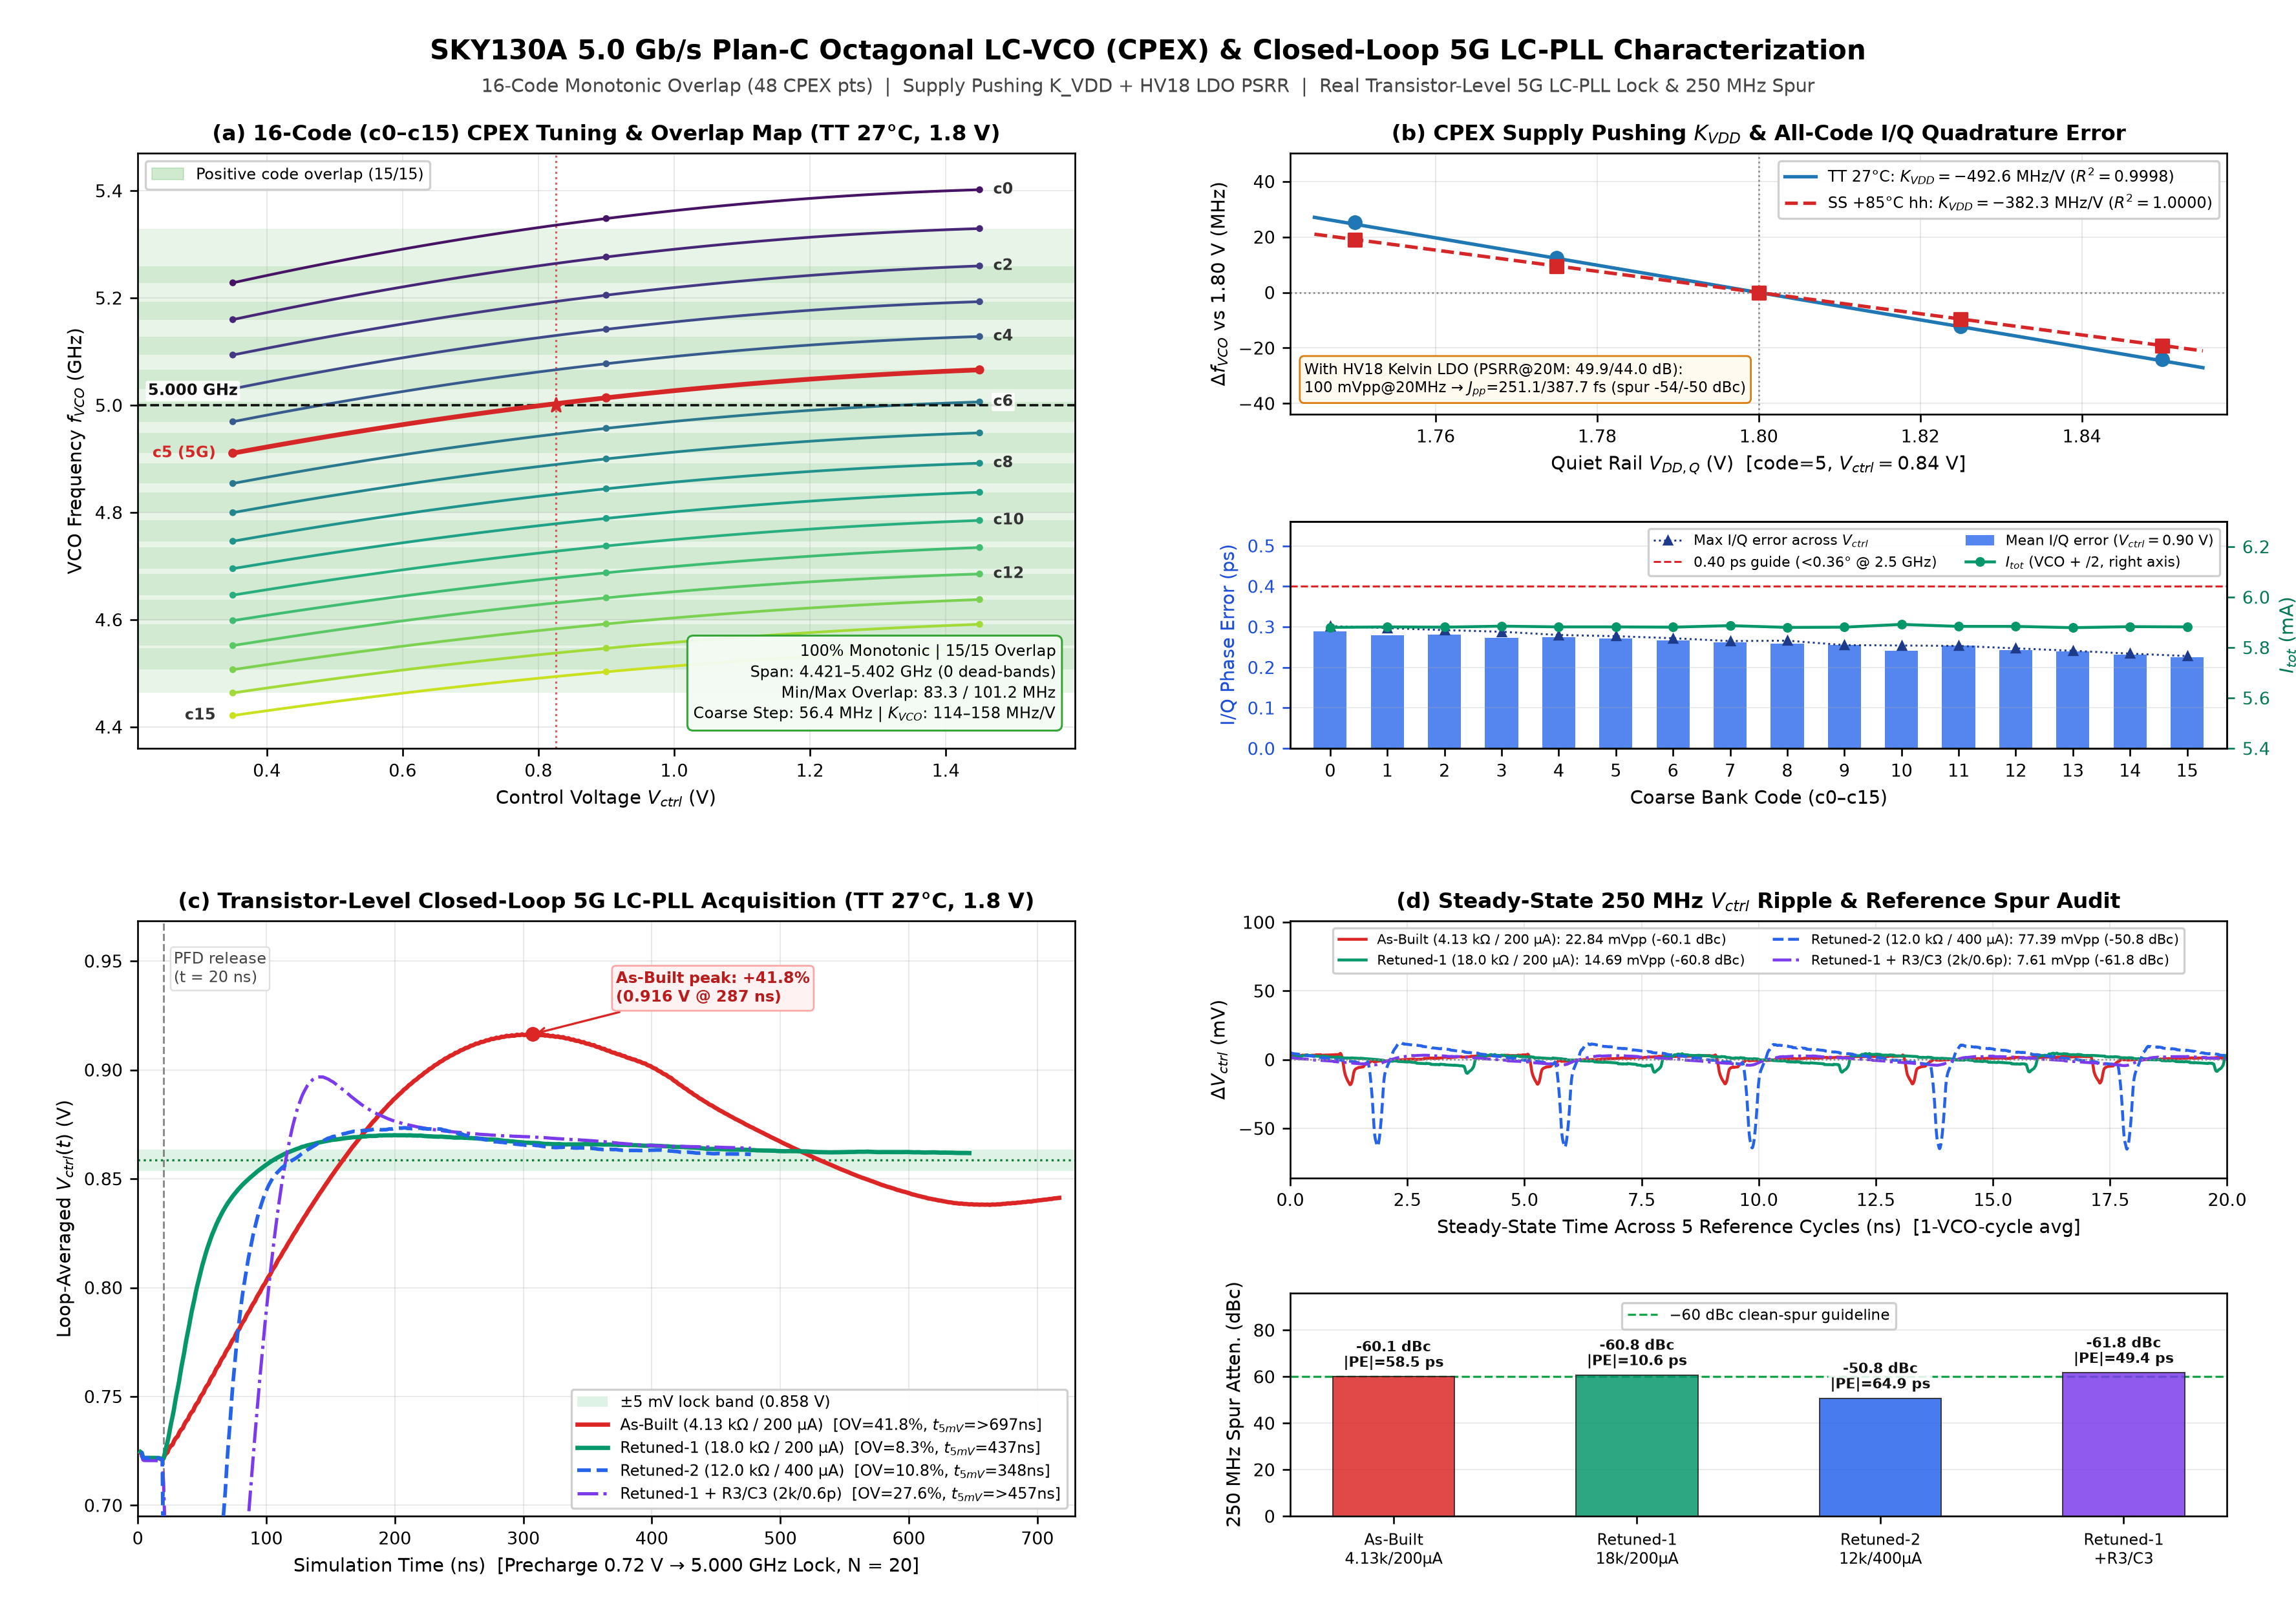 SKY130A 5.0 Gb/s Plan-C Octagonal LC-VCO (CPEX) & Closed-Loop 5G LC-PLL Characterization
16-Code Monotonic Overlap (48 CPEX pts) | Supply Pushing K_VDD + HV18 LDO PSRR | Real Transistor-Level 5G LC-PLL Lock & 250 MHz Spur
(a) 16-Code (c0–c15) CPEX Tuning & Overlap Map (TT 27°C, 1.8 V)
Positive code overlap (15/15)
VCO Frequency f_VCO (GHz)
5.4
5.2
5.0
4.8
4.6
4.4
5.000 GHz
c5 (5G)
c15
c0
c2
c4
c6
c8
c10
c12
100% Monotonic | 15/15 Overlap
Span: 4.421–5.402 GHz (0 dead-bands)
Min/Max Overlap: 83.3 / 101.2 MHz
Coarse Step: 56.4 MHz | K_VCO: 114–158 MHz/V
0.4 0.6 0.8 1.0 1.2 1.4
Control Voltage V_ctrl (V)
(b) CPEX Supply Pushing K_VDD & All-Code I/Q Quadrature Error
Δf_VCO vs 1.80 V (MHz)
40
20
0
−20
−40
TT 27°C: K_VDD = −492.6 MHz/V (R² = 0.9998)
SS +85°C hh: K_VDD = −382.3 MHz/V (R² = 1.0000)
With HV18 Kelvin LDO (PSRR@20M: 49.9/44.0 dB):
100 mVpp@20MHz → J_pp=251.1/387.7 fs (spur -54/-50 dBc)
1.76 1.78 1.80 1.82 1.84
Quiet Rail V_DD,Q (V) [code=5, V_ctrl = 0.84 V]
I/Q Phase Error (ps)
0.5
0.4
0.3
0.2
0.1
0.0
Max I/Q error across V_ctrl
0.40 ps guide (<0.36° @ 2.5 GHz)
Mean I/Q error (V_ctrl = 0.90 V)
I_tot (VCO + /2, right axis)
6.2
6.0
5.8
5.6
5.4
I_tot (mA)
0 1 2 3 4 5 6 7 8 9 10 11 12 13 14 15
Coarse Bank Code (c0–c15)
(c) Transistor-Level Closed-Loop 5G LC-PLL Acquisition (TT 27°C, 1.8 V)
Loop-Averaged V_ctrl(t) (V)
0.95
0.90
0.85
0.80
0.75
0.70
PFD release
(t = 20 ns)
As-Built peak: +41.8%
(0.916 V @ 287 ns)
±5 mV lock band (0.858 V)
As-Built (4.13 kΩ / 200 µA) [OV=41.8%, t_5mV=>697ns]
Retuned-1 (18.0 kΩ / 200 µA) [OV=8.3%, t_5mV=437ns]
Retuned-2 (12.0 kΩ / 400 µA) [OV=10.8%, t_5mV=348ns]
Retuned-1 + R3/C3 (2k/0.6p) [OV=27.6%, t_5mV=>457ns]
0 100 200 300 400 500 600 700
Simulation Time (ns) [Precharge 0.72 V → 5.000 GHz Lock, N = 20]
(d) Steady-State 250 MHz V_ctrl Ripple & Reference Spur Audit
ΔV_ctrl (mV)
100
50
0
−50
As-Built (4.13 kΩ / 200 µA): 22.84 mVpp (-60.1 dBc)
Retuned-1 (18.0 kΩ / 200 µA): 14.69 mVpp (-60.8 dBc)
Retuned-2 (12.0 kΩ / 400 µA): 77.39 mVpp (-50.8 dBc)
Retuned-1 + R3/C3 (2k/0.6p): 7.61 mVpp (-61.8 dBc)
0.0 2.5 5.0 7.5 10.0 12.5 15.0 17.5 20.0
Steady-State Time Across 5 Reference Cycles (ns) [1-VCO-cycle avg]
250 MHz Spur Atten. (dBc)
80
60
40
20
0
−60 dBc clean-spur guideline
-60.1 dBc
|PE|=58.5 ps
-60.8 dBc
|PE|=10.6 ps
-50.8 dBc
|PE|=64.9 ps
-61.8 dBc
|PE|=49.4 ps
As-Built
4.13k/200µA
Retuned-1
18k/200µA
Retuned-2
12k/400µA
Retuned-1
+R3/C3